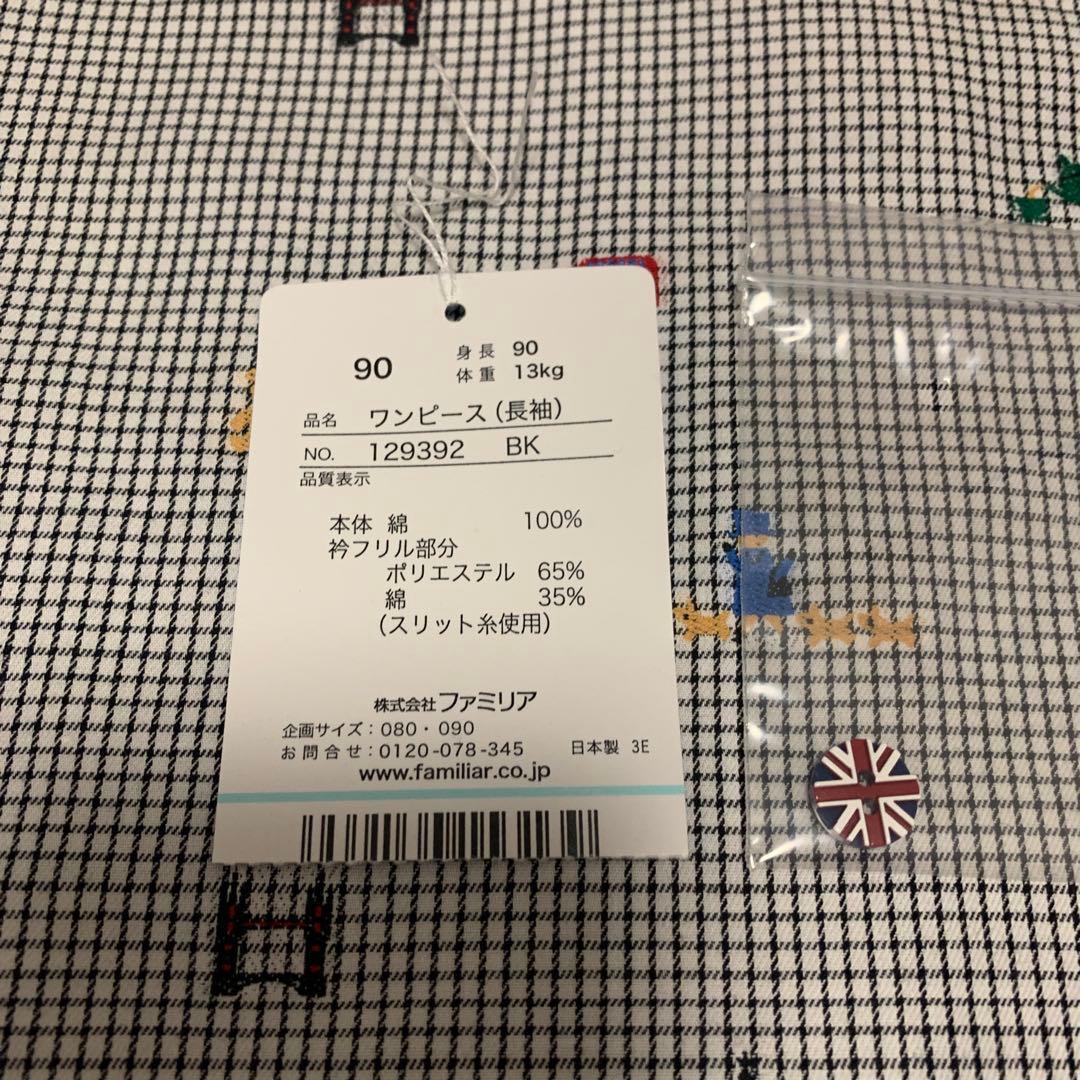 90
身長 90
体重 13kg
品名 ワンピース(長袖)
NO. 129392 BK
品質表示
本体 綿 100%
衿フリル部分
ポリエステル 65%
綿 35%
(スリット糸使用)
株式会社ファミリア
企画サイズ:080・090
お問合せ:0120-078-345 日本製 3E
www.familiar.co.jp